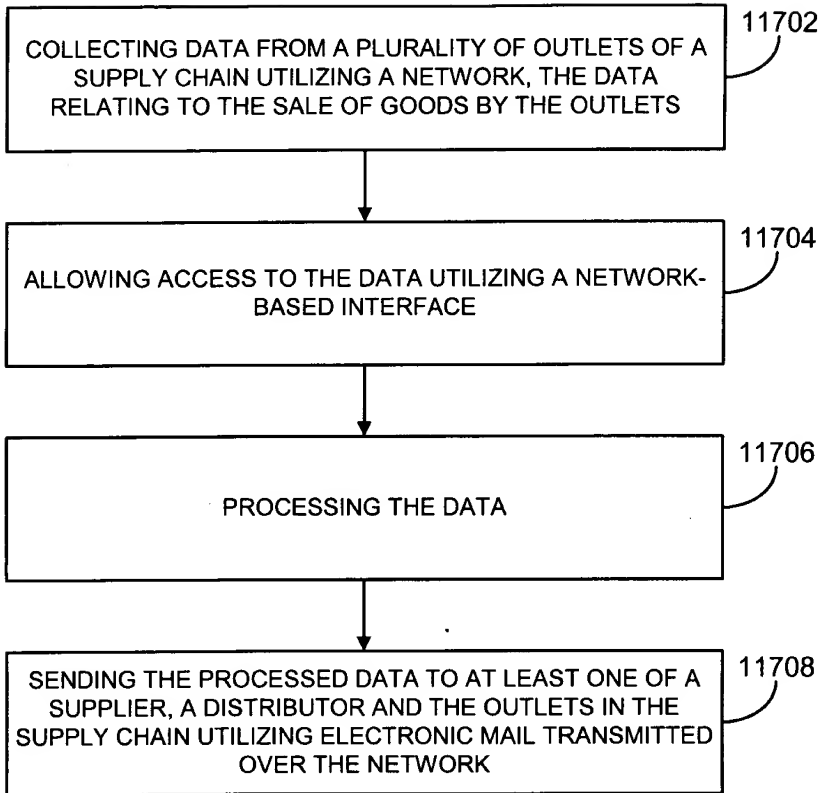 11702
COLLECTING DATA FROM A PLURALITY OF OUTLETS OF A
SUPPLY CHAIN UTILIZING A NETWORK, THE DATA
RELATING TO THE SALE OF GOODS BY THE OUTLETS
11704
ALLOWING ACCESS TO THE DATA UTILIZING A NETWORK-
BASED INTERFACE
11706
PROCESSING THE DATA
11708
SENDING THE PROCESSED DATA TO AT LEAST ONE OF A
SUPPLIER, A DISTRIBUTOR AND THE OUTLETS IN THE
SUPPLY CHAIN UTILIZING ELECTRONIC MAIL TRANSMITTED
OVER THE NETWORK